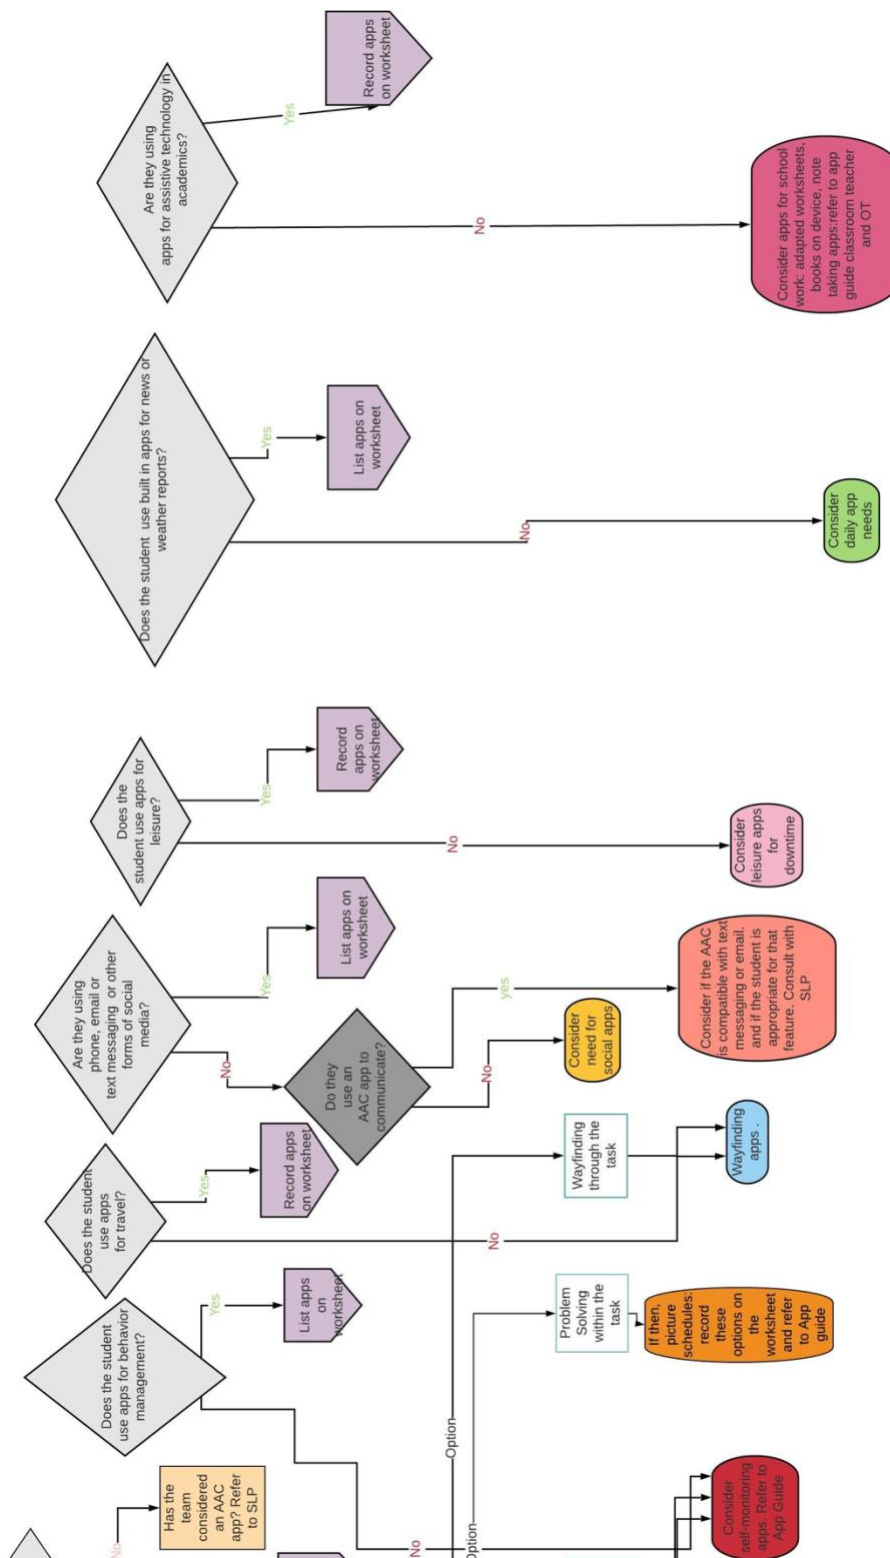 Are they using
apps for assistive technology in
academics?
Yes
Record apps
on worksheet
No
Consider apps for school
work: adapted worksheets,
books on device, note
taking apps:refer to app
guide classroom teacher
and OT
Does the student use built in apps for news or
weather reports?
Yes
List apps on
worksheet
No
Consider
daily app
needs
Does the
student use apps for
leisure?
Yes
Record
apps on
worksheet
No
Consider
leisure apps
for
downtime
Are they using
phone, email or
text messaging or other
forms of social
media?
Yes
List apps on
worksheet
No
Do they
use an
AAC app to
communicate?
yes
Consider if the AAC
is compatible with text
messaging or email.
and if the student is
appropriate for that
feature. Consult with
SLP
No
Consider
need for
social apps
Does the student
use apps
for travel?
Yes
Record apps
on worksheet
No
Wayfinding
through the
task
Wayfinding
apps .
Does the student
use apps for behavior
management?
Yes
List apps
on
worksheet
No
Option
Option
Problem
Solving
within the
task
If then,
picture
schedules:
record
these
options on
the
worksheet
and refer
to App
guide
Has the
team
considered
an AAC
app? Refer
to SLP
No
Consider
self-monitoring
apps. Refer to
App Guide